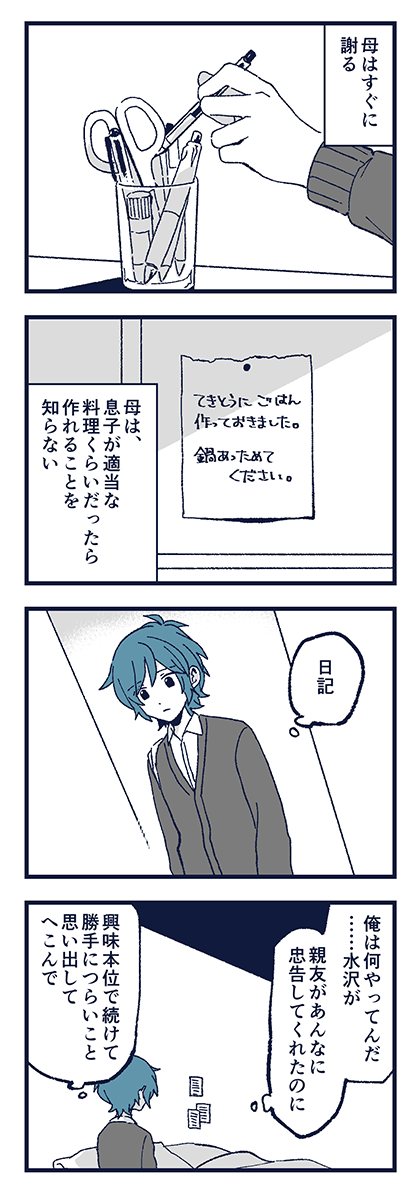 母はすぐに
謝る
てきとうにごはん
作っておきました。
鍋あっためて
ください。
母は、
息子が適当な
料理くらいだったら
作れることを
知らない
日記
俺は何やってんだ
……水沢が
親友があんなに
忠告してくれたのに
興味本位で続けて
勝手につらいこと
思い出して
へこんで